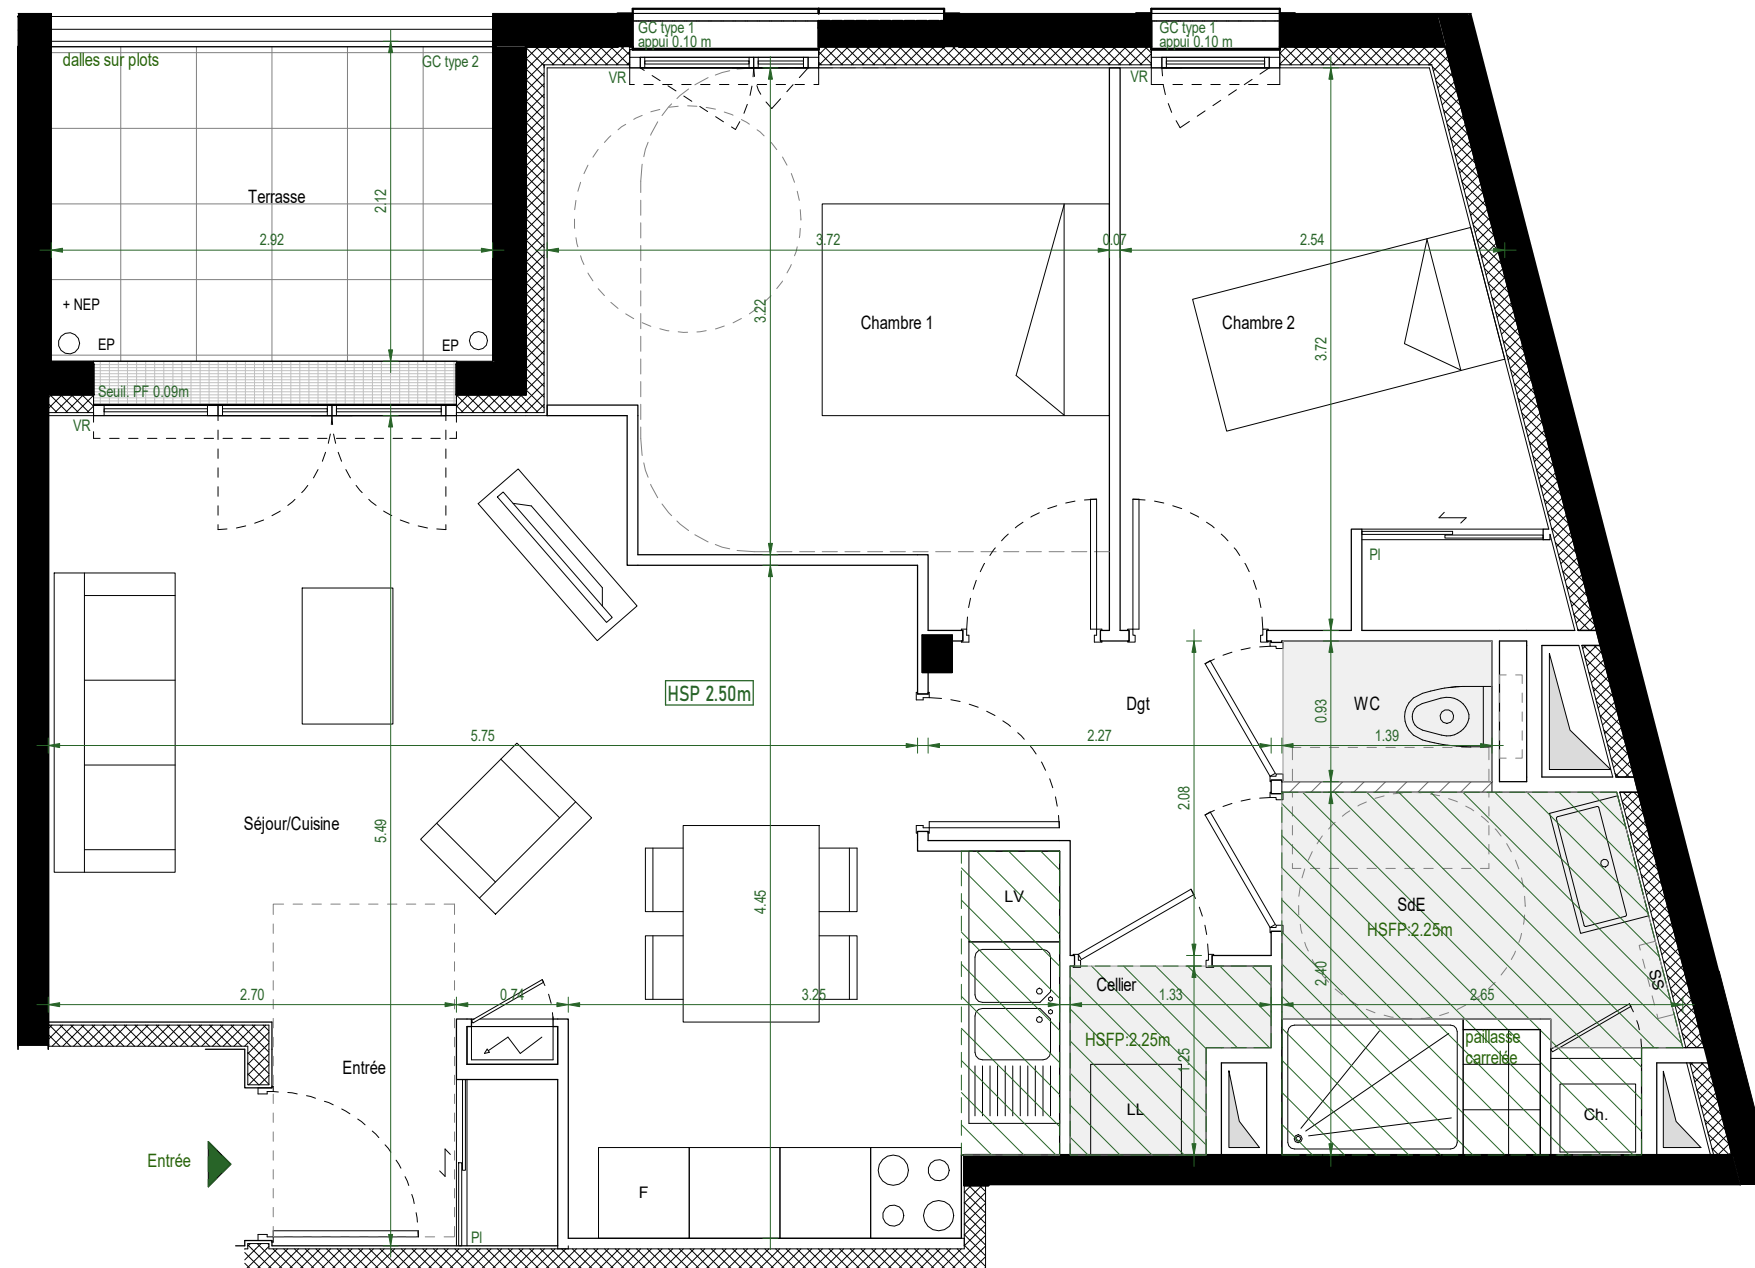 GC type 1
appui 0.10 m
GC type 1
appui 0.10 m
dalles sur plots
GC type 2
VR
VR
Terrasse
2.12
2.92
3.72
0.07
2.54
+ NEP
EP
EP
3.22
Chambre 1
Chambre 2
3.72
Seuil. PF 0.09m
VR
Pl
HSP 2.50m
Dgt
0.93
WC
5.75
2.27
1.39
2.08
Séjour/Cuisine
5.49
4.45
LV
SdE
HSFP:2.25m
2.40
SS
Cellier
2.70
0.74
3.25
1.33
2.65
HSFP:2.25m
1.25
paillasse
carrelée
Entrée
LL
Ch.
Entrée
F
Pl